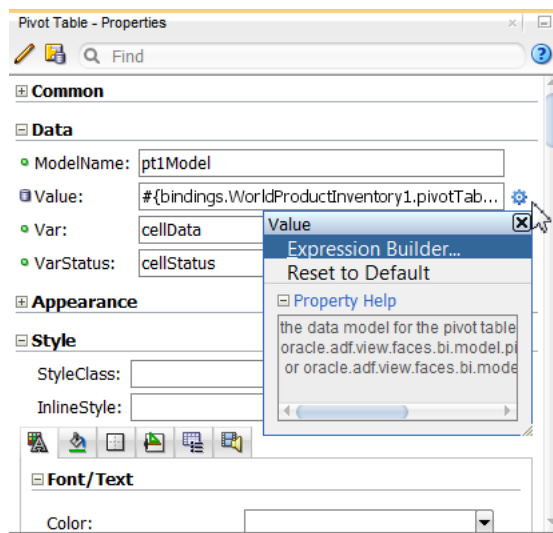 Pivot Table - Properties
Find
Common
Data
ModelName: pt1Model
Value: #{bindings.WorldProductInventory1.pivotTab...
Var: cellData
VarStatus: cellStatus
Value
Expression Builder...
Reset to Default
Property Help
the data model for the pivot table
oracle.adf.view.faces.bi.model.pi
or oracle.adf.view.faces.bi.mode
Appearance
Style
StyleClass:
InlineStyle:
Font/Text
Color: